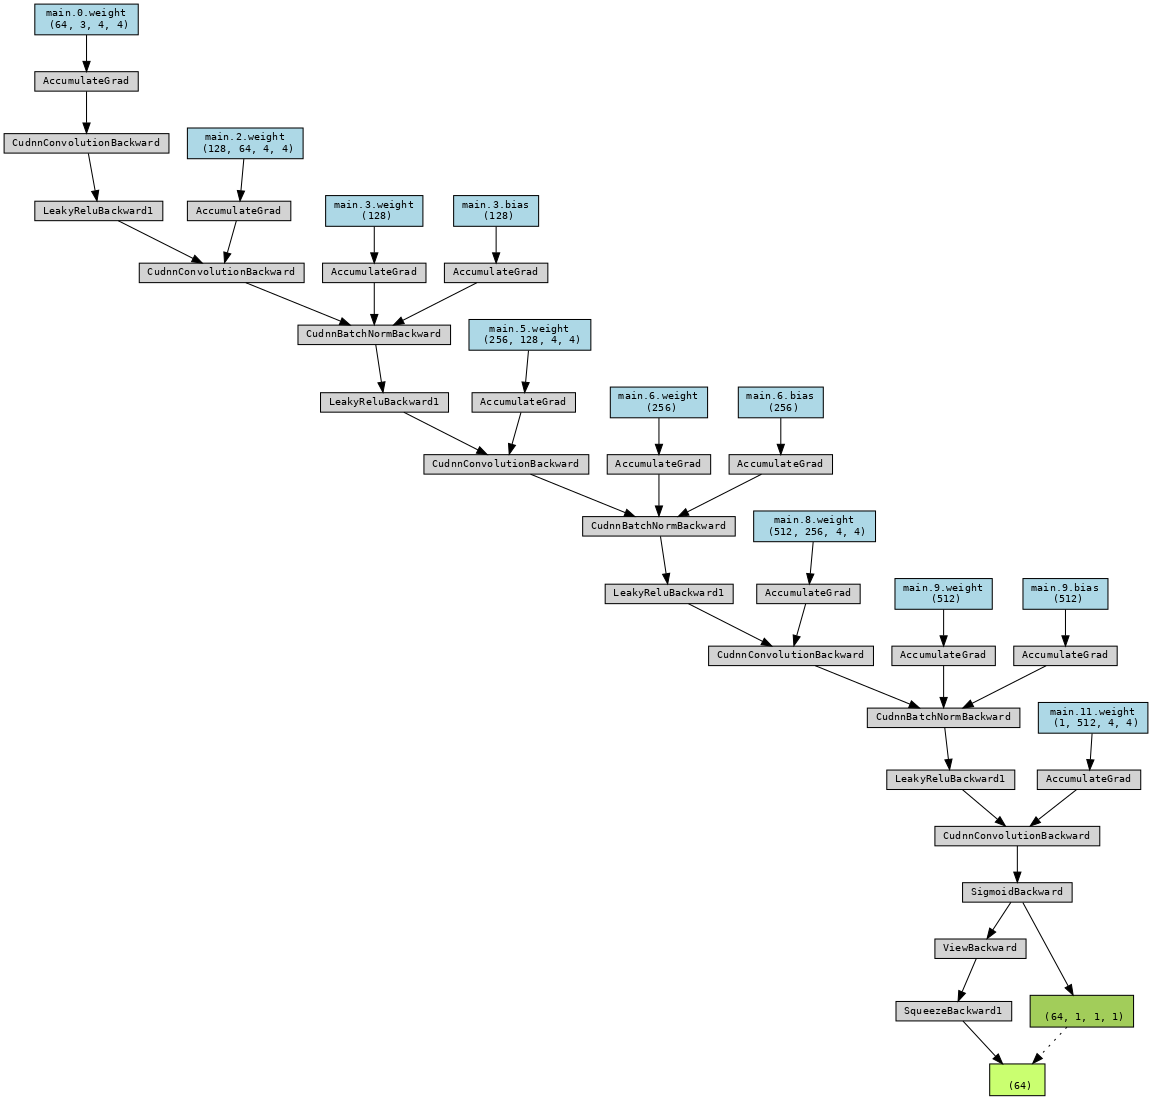 main.0.weight
(64, 3, 4, 4)
AccumulateGrad
CudnnConvolutionBackward
main.2.weight
(128, 64, 4, 4)
LeakyReluBackward1
AccumulateGrad
main.3.weight
(128)
main.3.bias
(128)
CudnnConvolutionBackward
AccumulateGrad
AccumulateGrad
CudnnBatchNormBackward
main.5.weight
(256, 128, 4, 4)
LeakyReluBackward1
AccumulateGrad
main.6.weight
(256)
main.6.bias
(256)
CudnnConvolutionBackward
AccumulateGrad
AccumulateGrad
CudnnBatchNormBackward
main.8.weight
(512, 256, 4, 4)
LeakyReluBackward1
AccumulateGrad
main.9.weight
(512)
main.9.bias
(512)
CudnnConvolutionBackward
AccumulateGrad
AccumulateGrad
CudnnBatchNormBackward
main.11.weight
(1, 512, 4, 4)
LeakyReluBackward1
AccumulateGrad
CudnnConvolutionBackward
SigmoidBackward
ViewBackward
SqueezeBackward1
(64, 1, 1, 1)
(64)